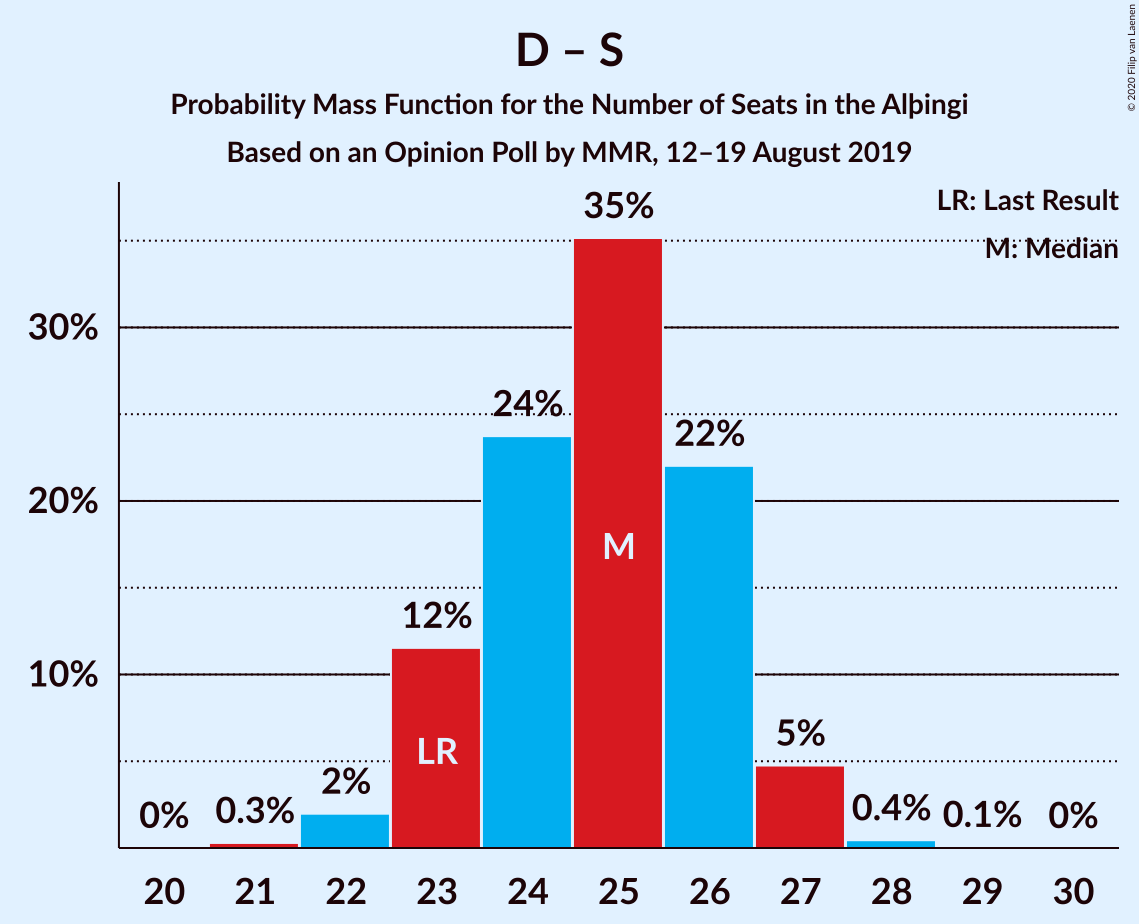 D – S
Probability Mass Function for the Number of Seats in the Alþingi
Based on an Opinion Poll by MMR, 12–19 August 2019
© 2020 Filip van Laenen
LR: Last Result
M: Median
35%
30%
24%
22%
20%
M
12%
10%
LR
5%
2%
0%
0.3%
0.4%
0.1%
0%
20 21 22 23 24 25 26 27 28 29 30